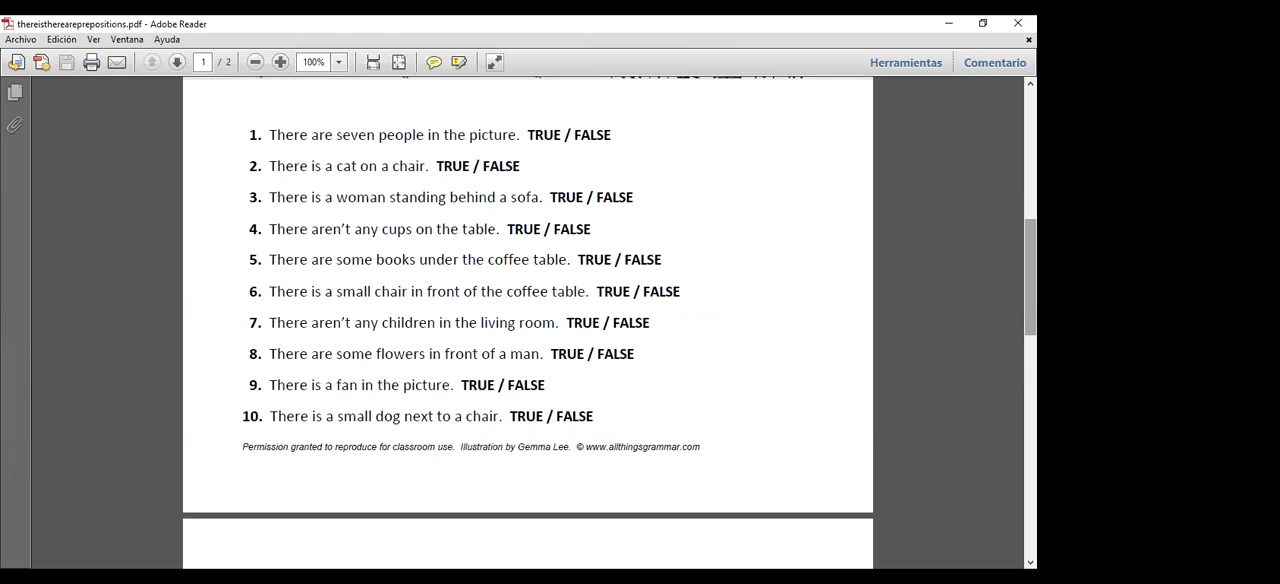 thereisthereareprepositions.pdf - Adobe Reader
Archivo Edición Ver Ventana Ayuda
1 / 2 100% Herramientas Comentario
1. There are seven people in the picture. TRUE / FALSE
2. There is a cat on a chair. TRUE / FALSE
3. There is a woman standing behind a sofa. TRUE / FALSE
4. There aren't any cups on the table. TRUE / FALSE
5. There are some books under the coffee table. TRUE / FALSE
6. There is a small chair in front of the coffee table. TRUE / FALSE
7. There aren't any children in the living room. TRUE / FALSE
8. There are some flowers in front of a man. TRUE / FALSE
9. There is a fan in the picture. TRUE / FALSE
10. There is a small dog next to a chair. TRUE / FALSE
Permission granted to reproduce for classroom use. Illustration by Gemma Lee. © www.allthingsgrammar.com